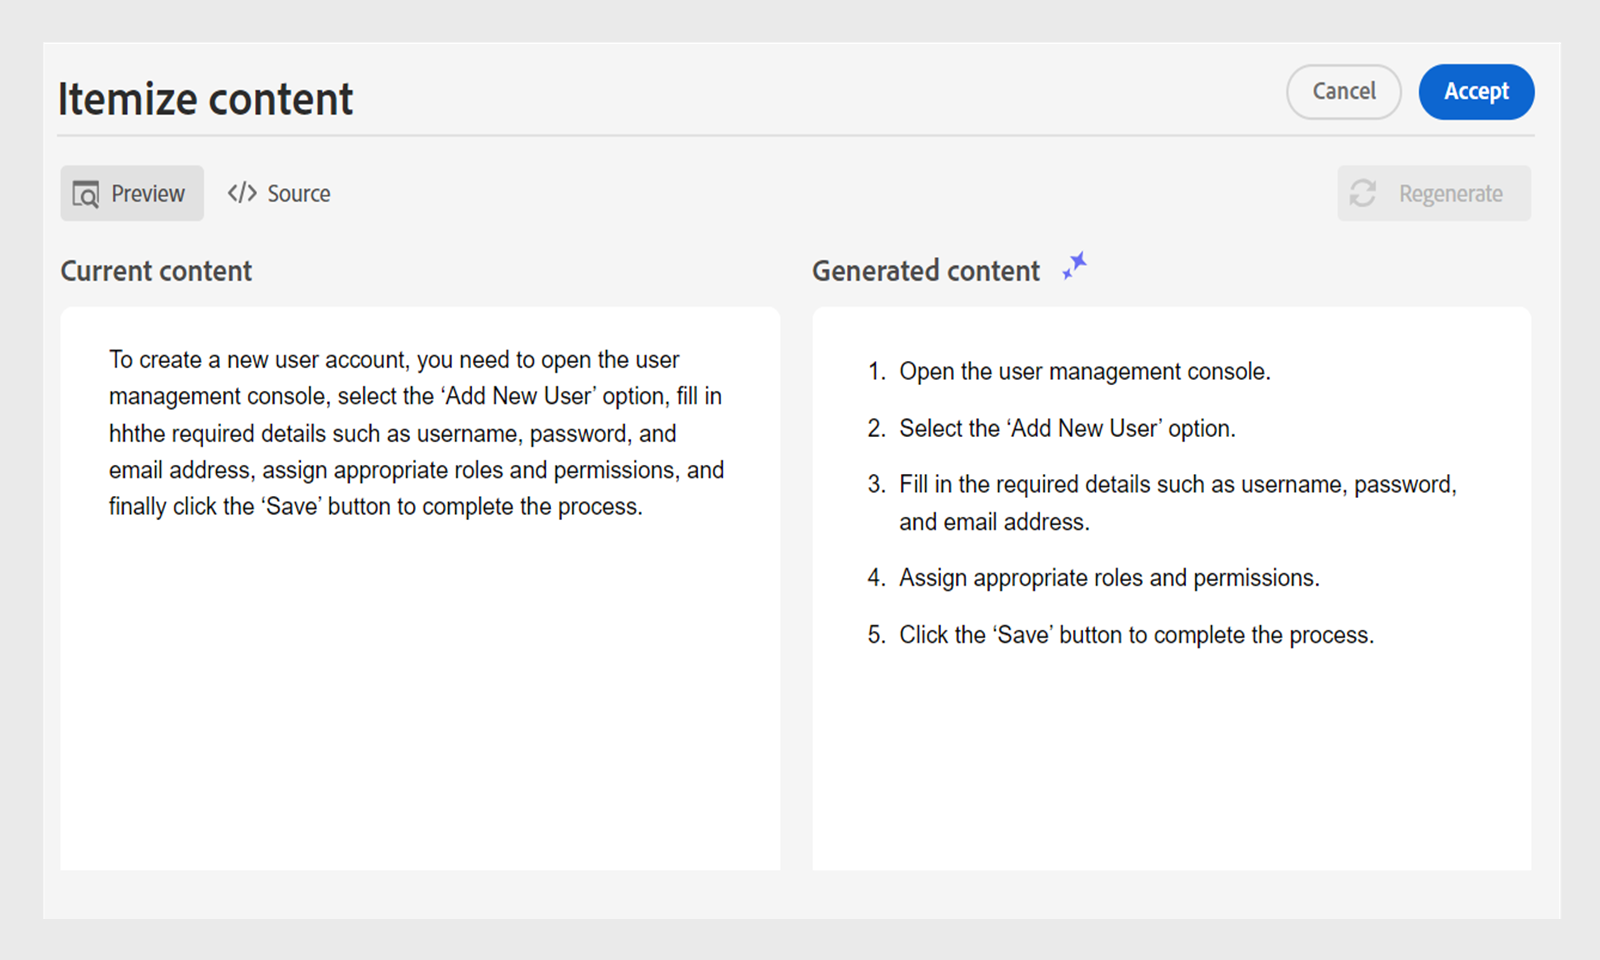 Itemize content
Cancel
Accept
Preview
</> Source
Regenerate
Current content
To create a new user account, you need to open the user
management console, select the ‘Add New User’ option, fill in
hhthe required details such as username, password, and
email address, assign appropriate roles and permissions, and
finally click the ‘Save’ button to complete the process.
Generated content
1. Open the user management console.
2. Select the ‘Add New User’ option.
3. Fill in the required details such as username, password,
and email address.
4. Assign appropriate roles and permissions.
5. Click the ‘Save’ button to complete the process.